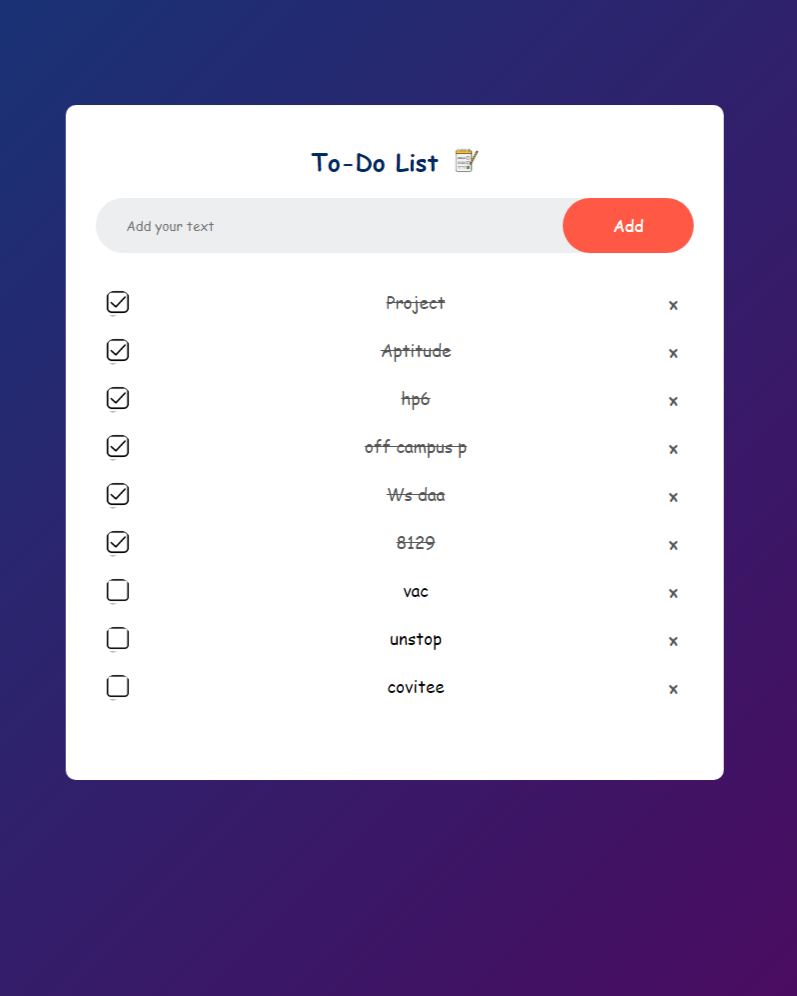 To-Do List
Add your text
Add
Project x
Aptitude x
hp6 x
off campus p x
Ws daa x
8129 x
vac x
unstop x
covitee x